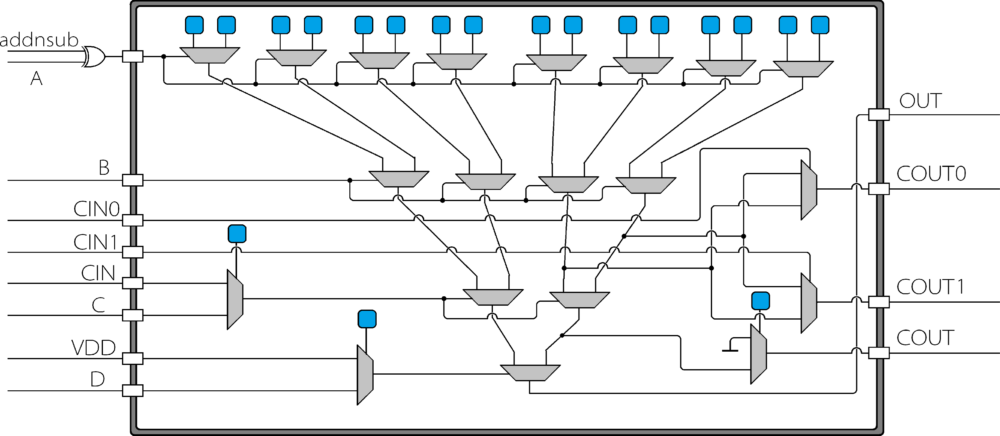 addnsub
A
B
CIN0
CIN1
CIN
C
VDD
D
OUT
COUT0
COUT1
COUT